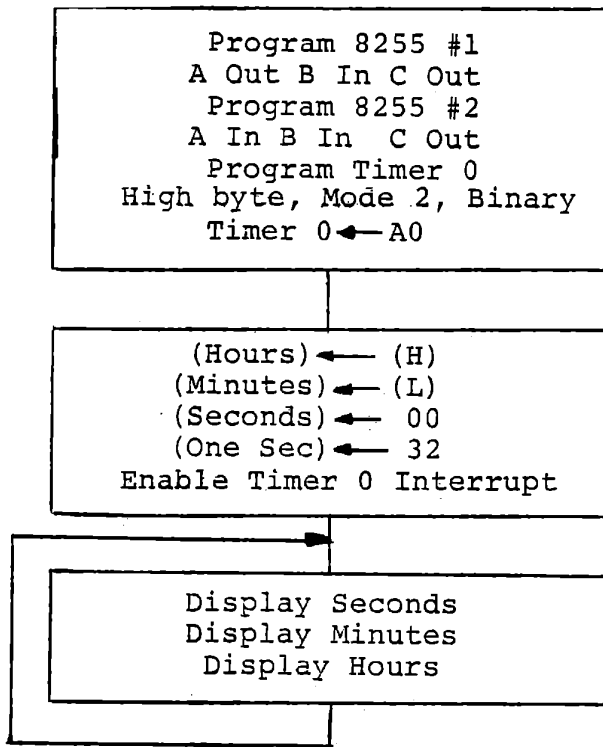 Program 8255 #1
A Out B In C Out
Program 8255 #2
A In B In C Out
Program Timer 0
High byte, Mode 2, Binary
Timer 0 ← A0
(Hours) ← (H)
(Minutes) ← (L)
(Seconds) ← 00
(One Sec) ← 32
Enable Timer 0 Interrupt
Display Seconds
Display Minutes
Display Hours